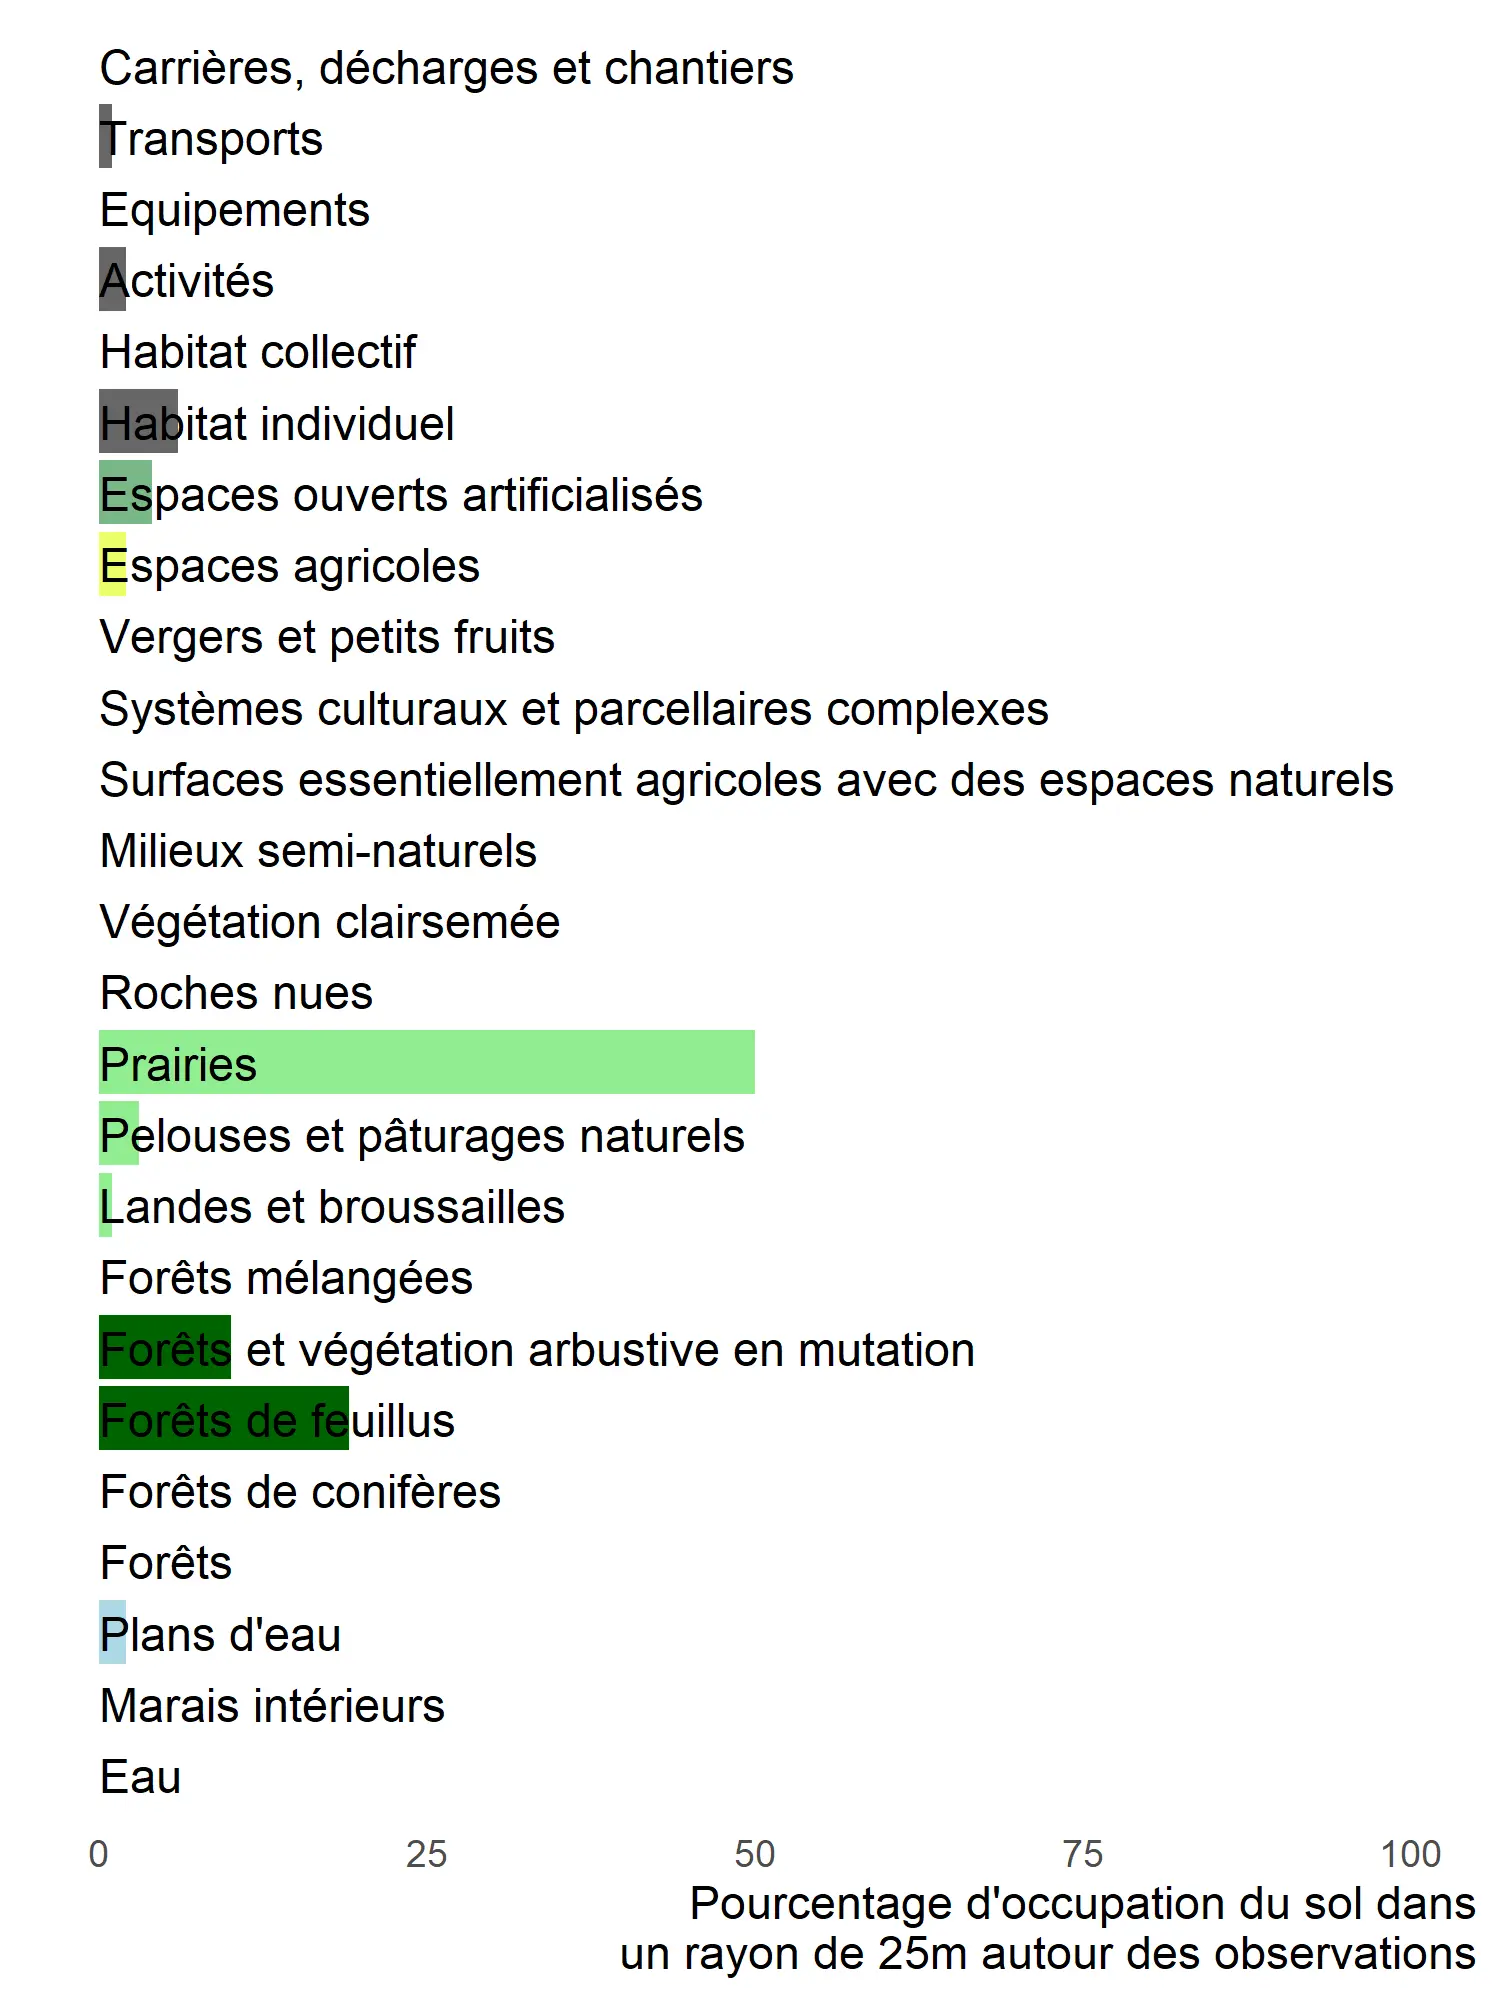 Carrières, décharges et chantiers
Transports
Equipements
Activités
Habitat collectif
Habitat individuel
Espaces ouverts artificialisés
Espaces agricoles
Vergers et petits fruits
Systèmes culturaux et parcellaires complexes
Surfaces essentiellement agricoles avec des espaces naturels
Milieux semi-naturels
Végétation clairsemée
Roches nues
Prairies
Pelouses et pâturages naturels
Landes et broussailles
Forêts mélangées
Forêts et végétation arbustive en mutation
Forêts de feuillus
Forêts de conifères
Forêts
Plans d'eau
Marais intérieurs
Eau
0 25 50 75 100
Pourcentage d'occupation du sol dans
un rayon de 25m autour des observations